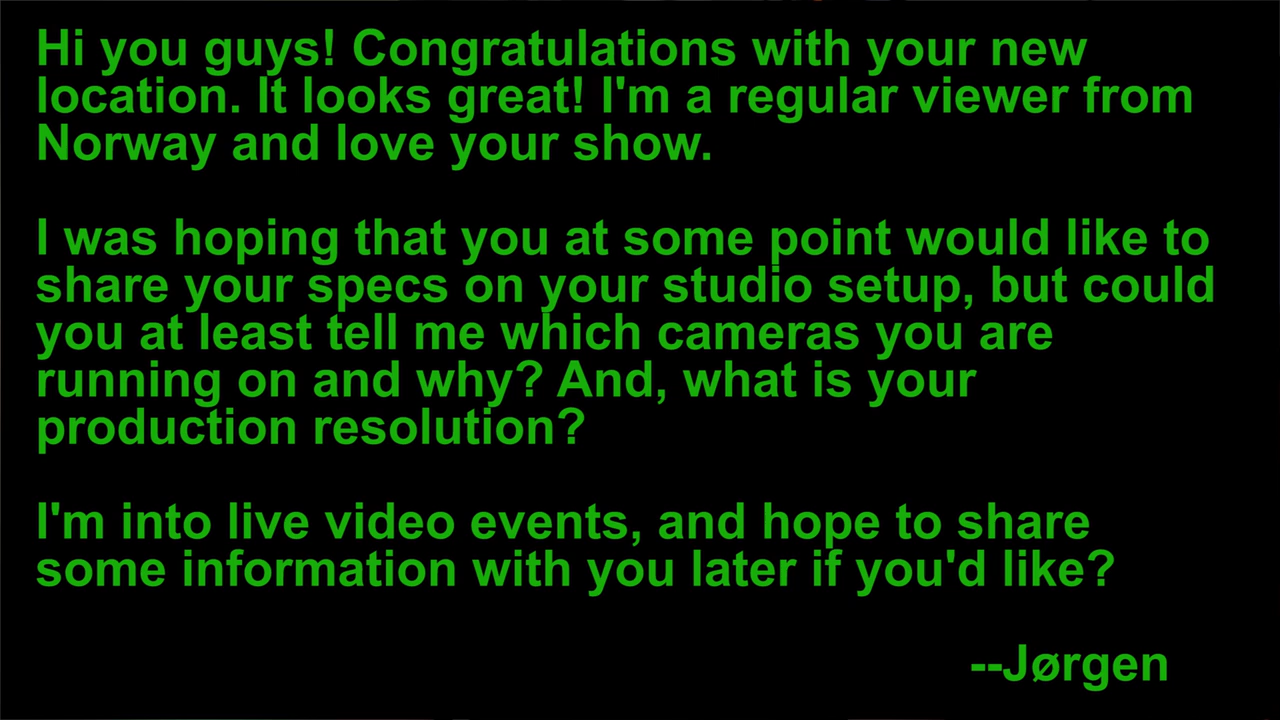 Hi you guys! Congratulations with your new
location. It looks great! I'm a regular viewer from
Norway and love your show.
I was hoping that you at some point would like to
share your specs on your studio setup, but could
you at least tell me which cameras you are
running on and why? And, what is your
production resolution?
I'm into live video events, and hope to share
some information with you later if you'd like?
--Jørgen